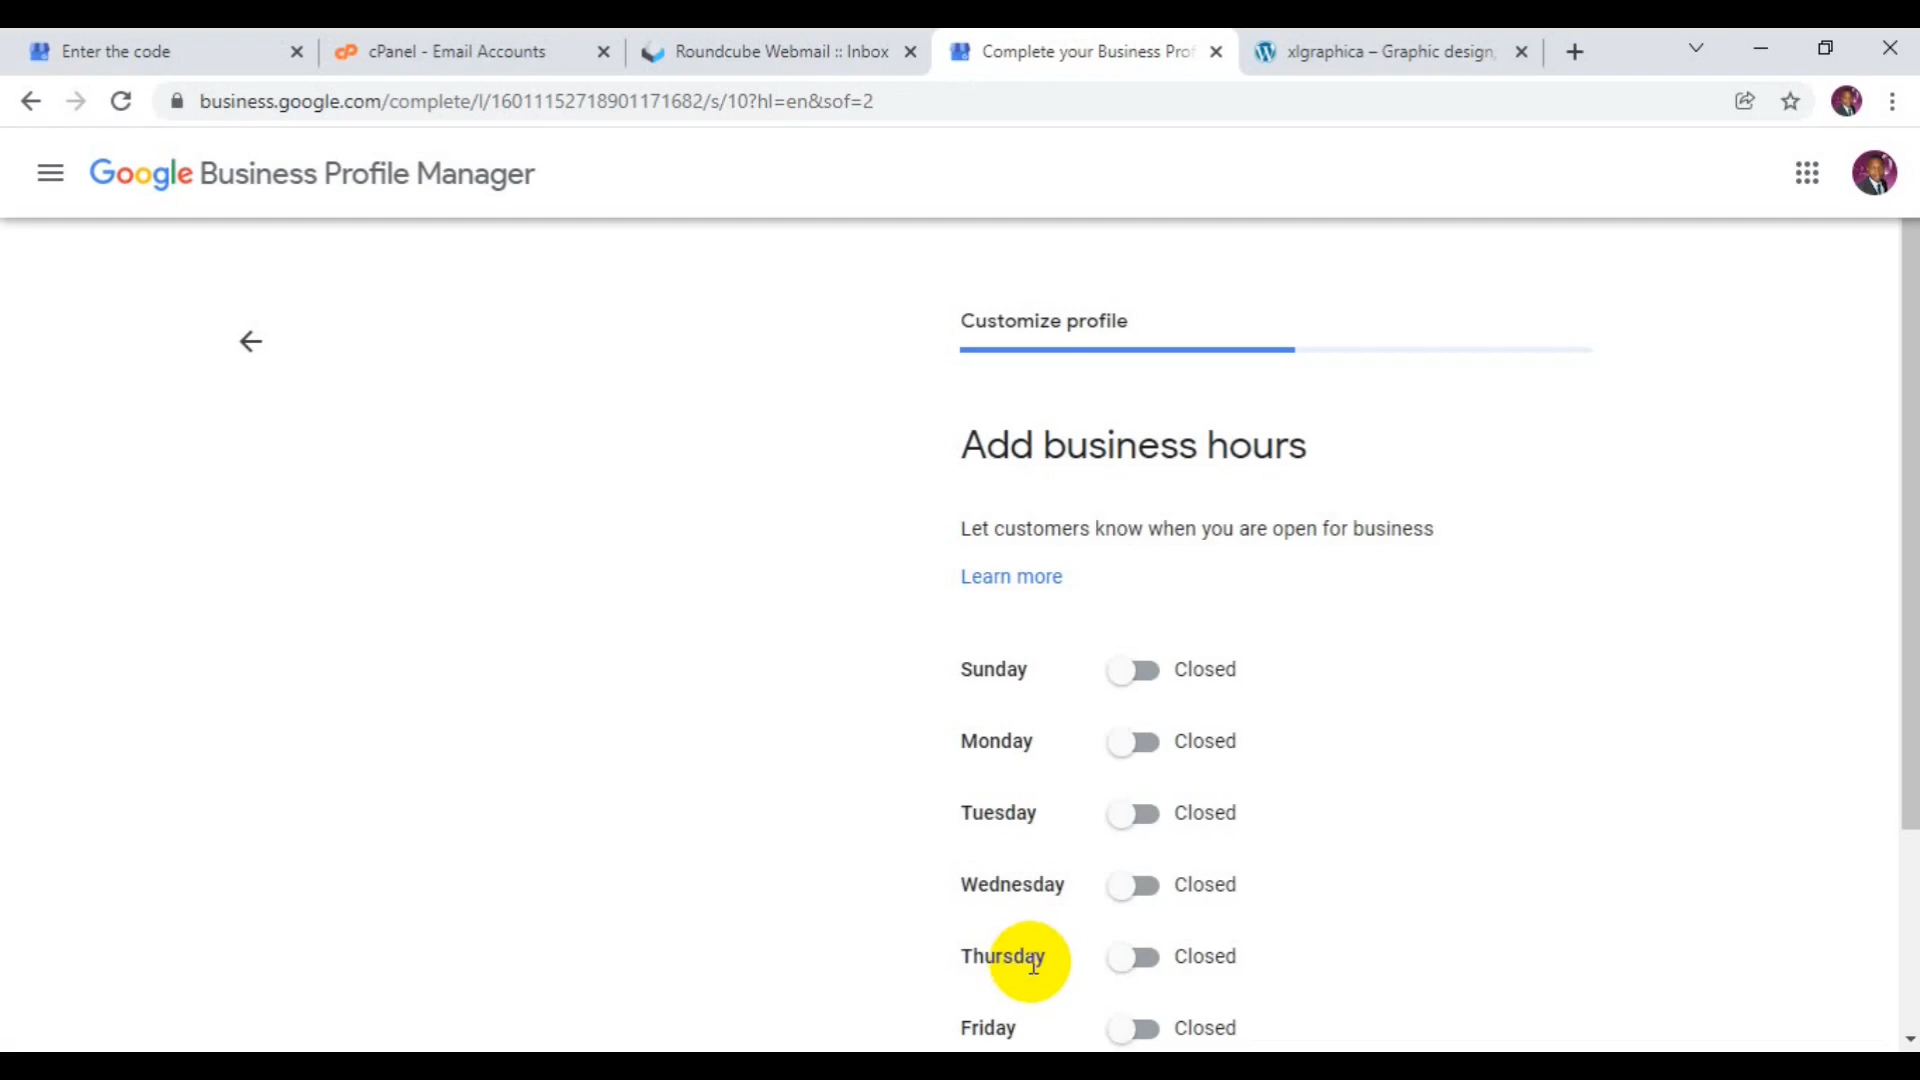 Enter the code
cPanel - Email Accounts
Roundcube Webmail :: Inbox
Complete your Business Prof
xlgraphica – Graphic design,
business.google.com/complete/l/16011152718901171682/s/10?hl=en&sof=2
Google Business Profile Manager
Customize profile
Add business hours
Let customers know when you are open for business
Learn more
Sunday Closed
Monday Closed
Tuesday Closed
Wednesday Closed
Thursday Closed
Friday Closed